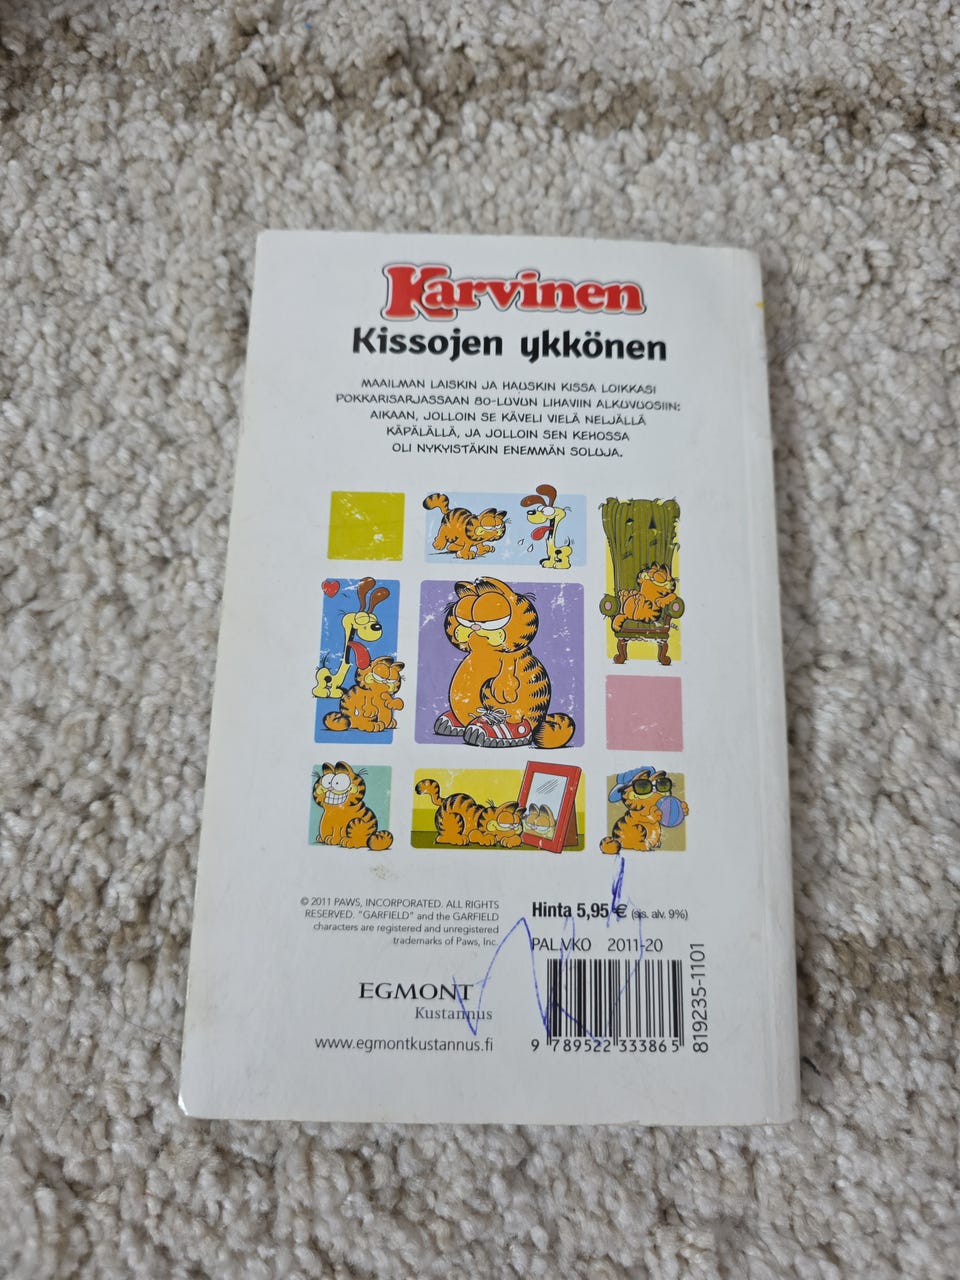 Karvinen
Kissojen ykkönen
MAAILMAN LAISKIN JA HAUSKIN KISSA LOIKKASI
POKKARISARJASSAAN 80-LUVUN LIHAVIIN ALKUVUOSIIN:
AIKAAN, JOLLOIN SE KÄVELI VIELÄ NELJÄLLÄ
KÄPÄLÄLLÄ, JA JOLLOIN SEN KEHOSSA
OLI NYKYISTÄKIN ENEMMÄN SOLUJA.
© 2011 PAWS, INCORPORATED. ALL RIGHTS
RESERVED. "GARFIELD" and the GARFIELD
characters are registered and unregistered
trademarks of Paws, Inc.
EGMONT
Kustannus
www.egmontkustannus.fi
Hinta 5,95 € (sis. alv. 9%)
PAL.VKO 2011-20
9 789522 333865
819235-1101